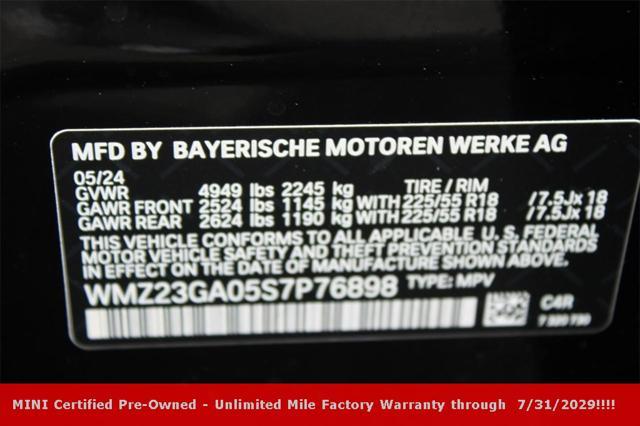 MFD BY BAYERISCHE MOTOREN WERKE AG
05/24
GVWR 4949 lbs 2245 kg TIRE / RIM
GAWR FRONT 2524 lbs 1145 kg WITH 225/55 R18 /7.5Jx 18
GAWR REAR 2624 lbs 1190 kg WITH 225/55 R18 /7.5Jx 18
THIS VEHICLE CONFORMS TO ALL APPLICABLE U.S. FEDERAL
MOTOR VEHICLE SAFETY AND THEFT PREVENTION
STANDARDS IN EFFECT ON THE DATE OF MANUFACTURE SHOWN ABOVE.
WMZ23GA05S7P76898 TYPE: MPV
C4R
MINI Certified Pre-Owned - Unlimited Mile Factory Warranty through 7/31/2029!!!!